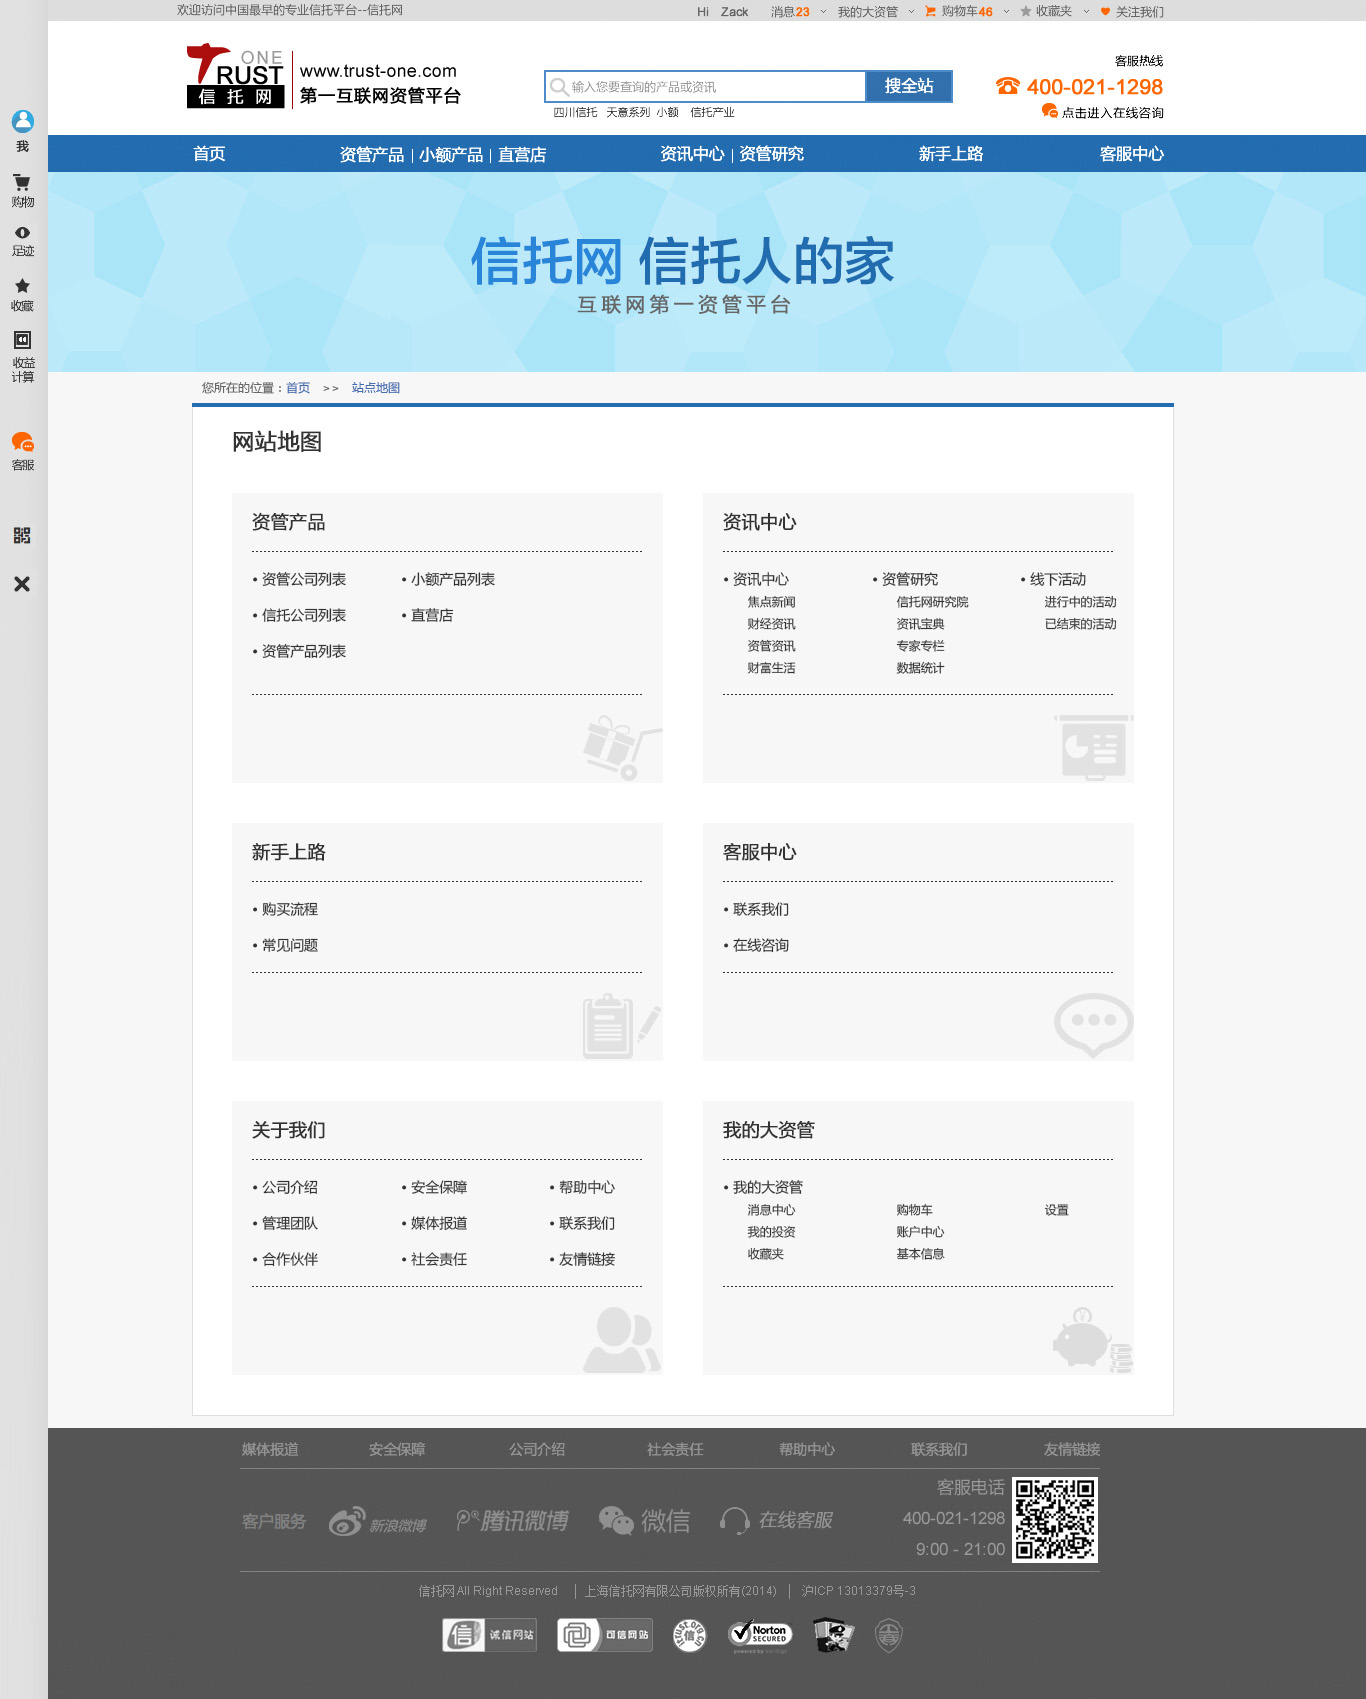 欢迎访问中国最早的专业信托平台--信托网
Hi Zack 消息23 我的大资管 购物车46 收藏夹 关注我们
TRUST ONE
信托网
www.trust-one.com
第一互联网资管平台
输入您要查询的产品或资讯 搜全站
四川信托 天意系列 小额 信托产业
客服热线
400-021-1298
点击进入在线咨询
首页 资管产品 | 小额产品 | 直营店 资讯中心 | 资管研究 新手上路 客服中心
我
购物
足迹
收藏
收益
计算
客服
信托网 信托人的家
互联网第一资管平台
您所在的位置：首页 >> 站点地图
网站地图
资管产品
• 资管公司列表 • 小额产品列表
• 信托公司列表 • 直营店
• 资管产品列表
资讯中心
• 资讯中心 • 资管研究 • 线下活动
焦点新闻 信托网研究院 进行中的活动
财经资讯 资讯宝典 已结束的活动
资管资讯 专家专栏
财富生活 数据统计
新手上路
• 购买流程
• 常见问题
客服中心
• 联系我们
• 在线咨询
关于我们
• 公司介绍 • 安全保障 • 帮助中心
• 管理团队 • 媒体报道 • 联系我们
• 合作伙伴 • 社会责任 • 友情链接
我的大资管
• 我的大资管
消息中心 购物车 设置
我的投资 账户中心
收藏夹 基本信息
媒体报道 安全保障 公司介绍 社会责任 帮助中心 联系我们 友情链接
客户服务 新浪微博 腾讯微博 微信 在线客服
客服电话
400-021-1298
9:00 - 21:00
信托网 All Right Reserved | 上海信托网有限公司版权所有(2014) | 沪ICP 13013379号-3
信 诚信网站 可信网站 信 Norton SECURED